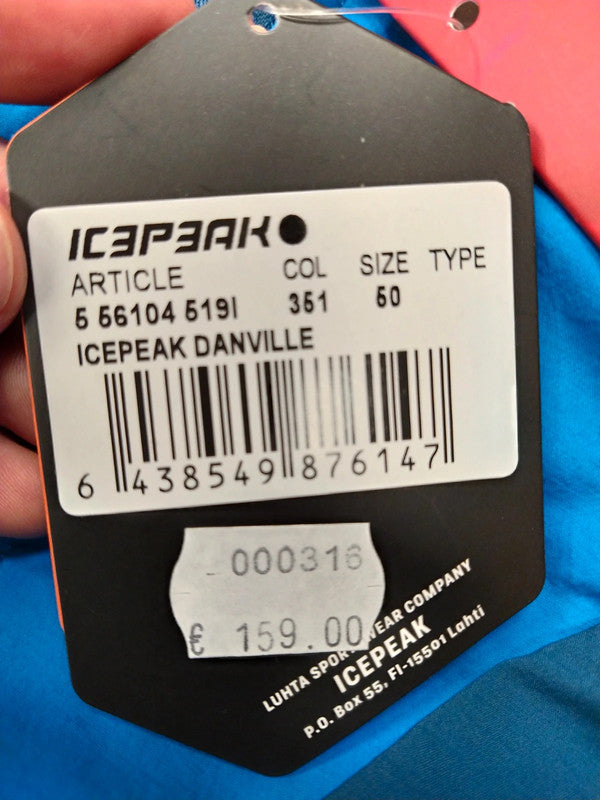 ICEPEAK
ARTICLE COL SIZE TYPE
5 56104 519I 351 50
ICEPEAK DANVILLE
6 438549 876147
000316
€ 159.00
LUHTA SPORTSWEAR COMPANY
ICEPEAK
P.O. Box 55, FI-15501 Lahti